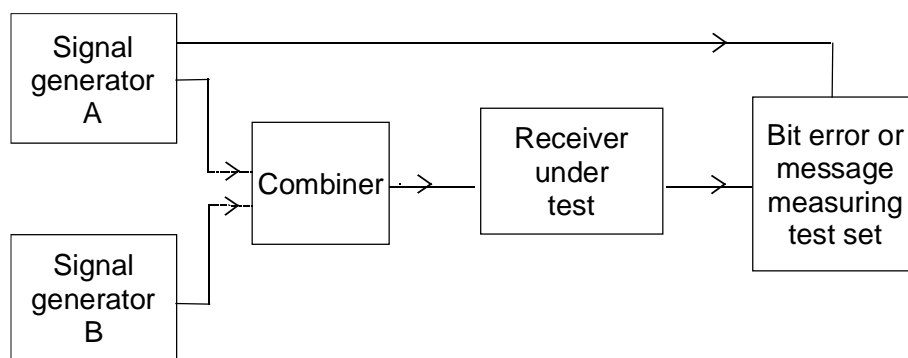 Signal
generator
A
Combiner
Receiver
under
test
Bit error or
message
measuring
test set
Signal
generator
B